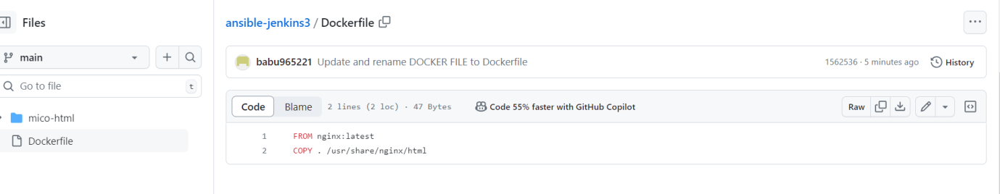 Files
main
Go to file
t
mico-html
Dockerfile
ansible-jenkins3 / Dockerfile
babu965221 Update and rename DOCKER FILE to Dockerfile
1562536 · 5 minutes ago
History
Code
Blame
2 lines (2 loc) · 47 Bytes
Code 55% faster with GitHub Copilot
Raw
1 FROM nginx:latest
2 COPY . /usr/share/nginx/html